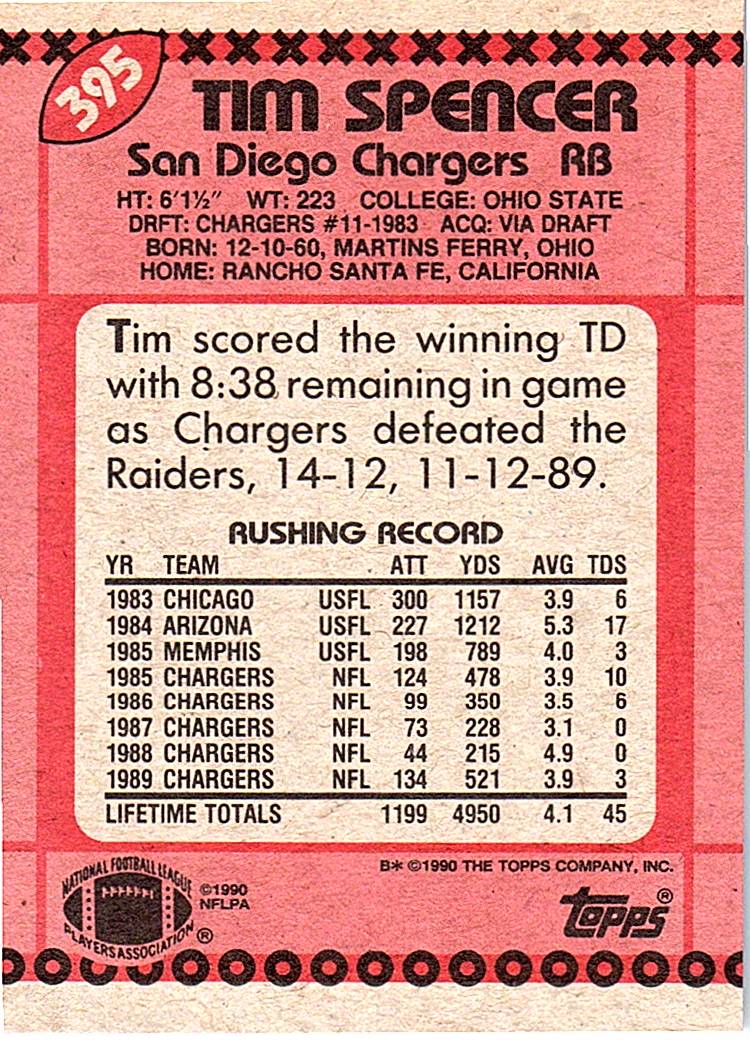 395
TIM SPENCER
San Diego Chargers RB
HT: 6'1½" WT: 223 COLLEGE: OHIO STATE
DRFT: CHARGERS #11-1983 ACQ: VIA DRAFT
BORN: 12-10-60, MARTINS FERRY, OHIO
HOME: RANCHO SANTA FE, CALIFORNIA
Tim scored the winning TD
with 8:38 remaining in game
as Chargers defeated the
Raiders, 14-12, 11-12-89.
RUSHING RECORD
YR TEAM ATT YDS AVG TDS
1983 CHICAGO USFL 300 1157 3.9 6
1984 ARIZONA USFL 227 1212 5.3 17
1985 MEMPHIS USFL 198 789 4.0 3
1985 CHARGERS NFL 124 478 3.9 10
1986 CHARGERS NFL 99 350 3.5 6
1987 CHARGERS NFL 73 228 3.1 0
1988 CHARGERS NFL 44 215 4.9 0
1989 CHARGERS NFL 134 521 3.9 3
LIFETIME TOTALS 1199 4950 4.1 45
B* ©1990 THE TOPPS COMPANY, INC.
NATIONAL FOOTBALL LEAGUE
PLAYERS ASSOCIATION ®
©1990
NFLPA
topps ®